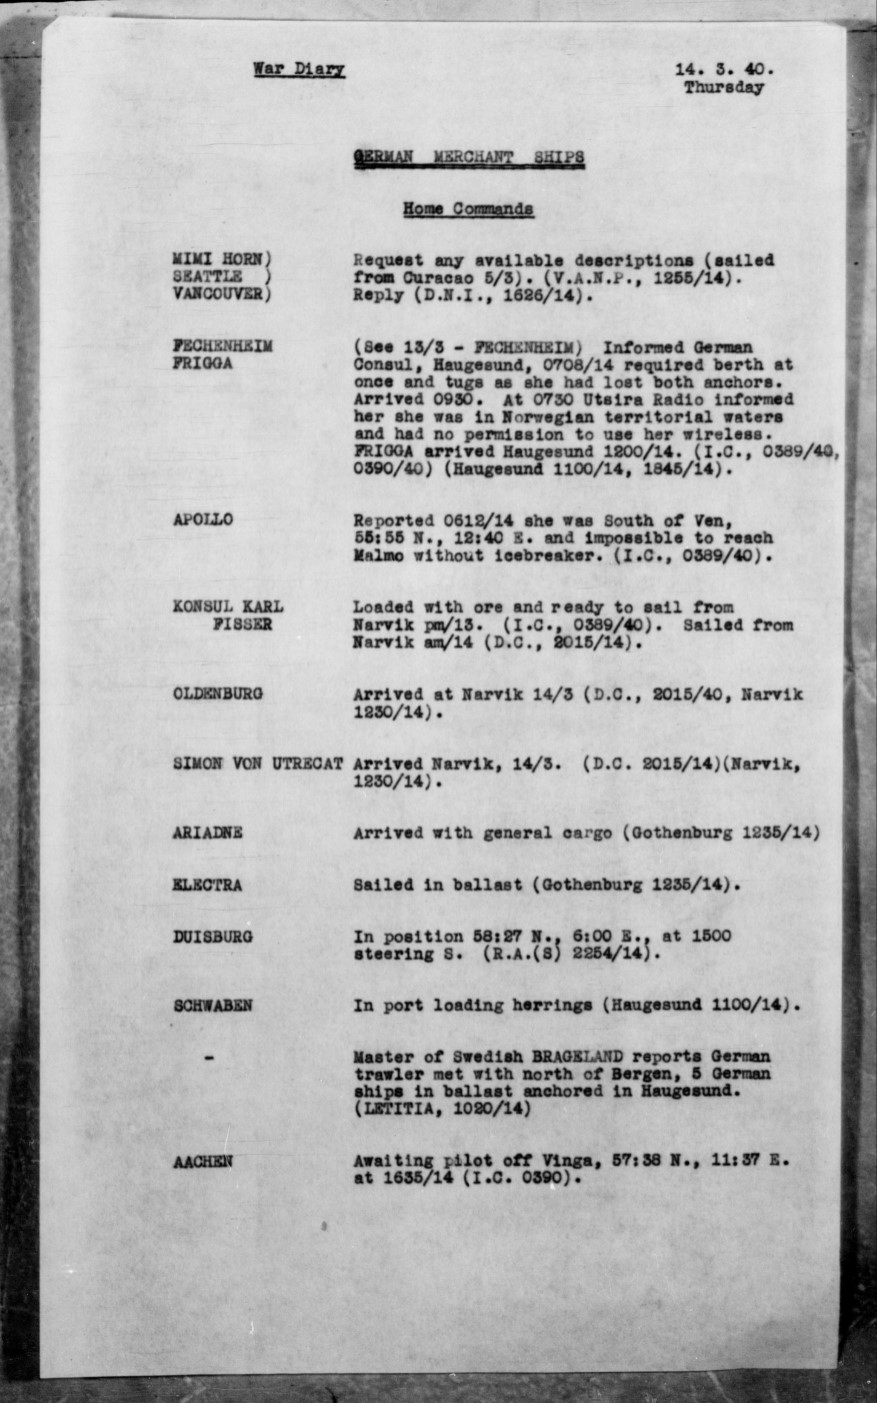 War Diary 14. 3. 40.
Thursday
GERMAN MERCHANT SHIPS
Home Commands
MIMI HORN) Request any available descriptions (sailed
SEATTLE ) from Curacao 5/3). (V.A.N.P., 1255/14).
VANCOUVER) Reply (D.N.I., 1626/14).
FECHENHEIM (See 13/3 - FECHENHEIM) Informed German
FRIGGA Consul, Haugesund, 0708/14 required berth at
once and tugs as she had lost both anchors.
Arrived 0930. At 0730 Utsira Radio informed
her she was in Norwegian territorial waters
and had no permission to use her wireless.
FRIGGA arrived Haugesund 1200/14. (I.C., 0389/40,
0390/40) (Haugesund 1100/14, 1845/14).
APOLLO Reported 0612/14 she was South of Ven,
55:55 N., 12:40 E. and impossible to reach
Malmo without icebreaker. (I.C., 0389/40).
KONSUL KARL Loaded with ore and ready to sail from
FISSER Narvik pm/13. (I.C., 0389/40). Sailed from
Narvik am/14 (D.C., 2015/14).
OLDENBURG Arrived at Narvik 14/3 (D.C., 2015/40, Narvik
1230/14).
SIMON VON UTRECAT Arrived Narvik, 14/3. (D.C. 2015/14)(Narvik,
1230/14).
ARIADNE Arrived with general cargo (Gothenburg 1235/14)
ELECTRA Sailed in ballast (Gothenburg 1235/14).
DUISBURG In position 58:27 N., 6:00 E., at 1500
steering S. (R.A.(S) 2254/14).
SCHWABEN In port loading herrings (Haugesund 1100/14).
- Master of Swedish BRAGELAND reports German
trawler met with north of Bergen, 5 German
ships in ballast anchored in Haugesund.
(LETITIA, 1020/14)
AACHEN Awaiting pilot off Vinga, 57:38 N., 11:37 E.
at 1635/14 (I.C. 0390).